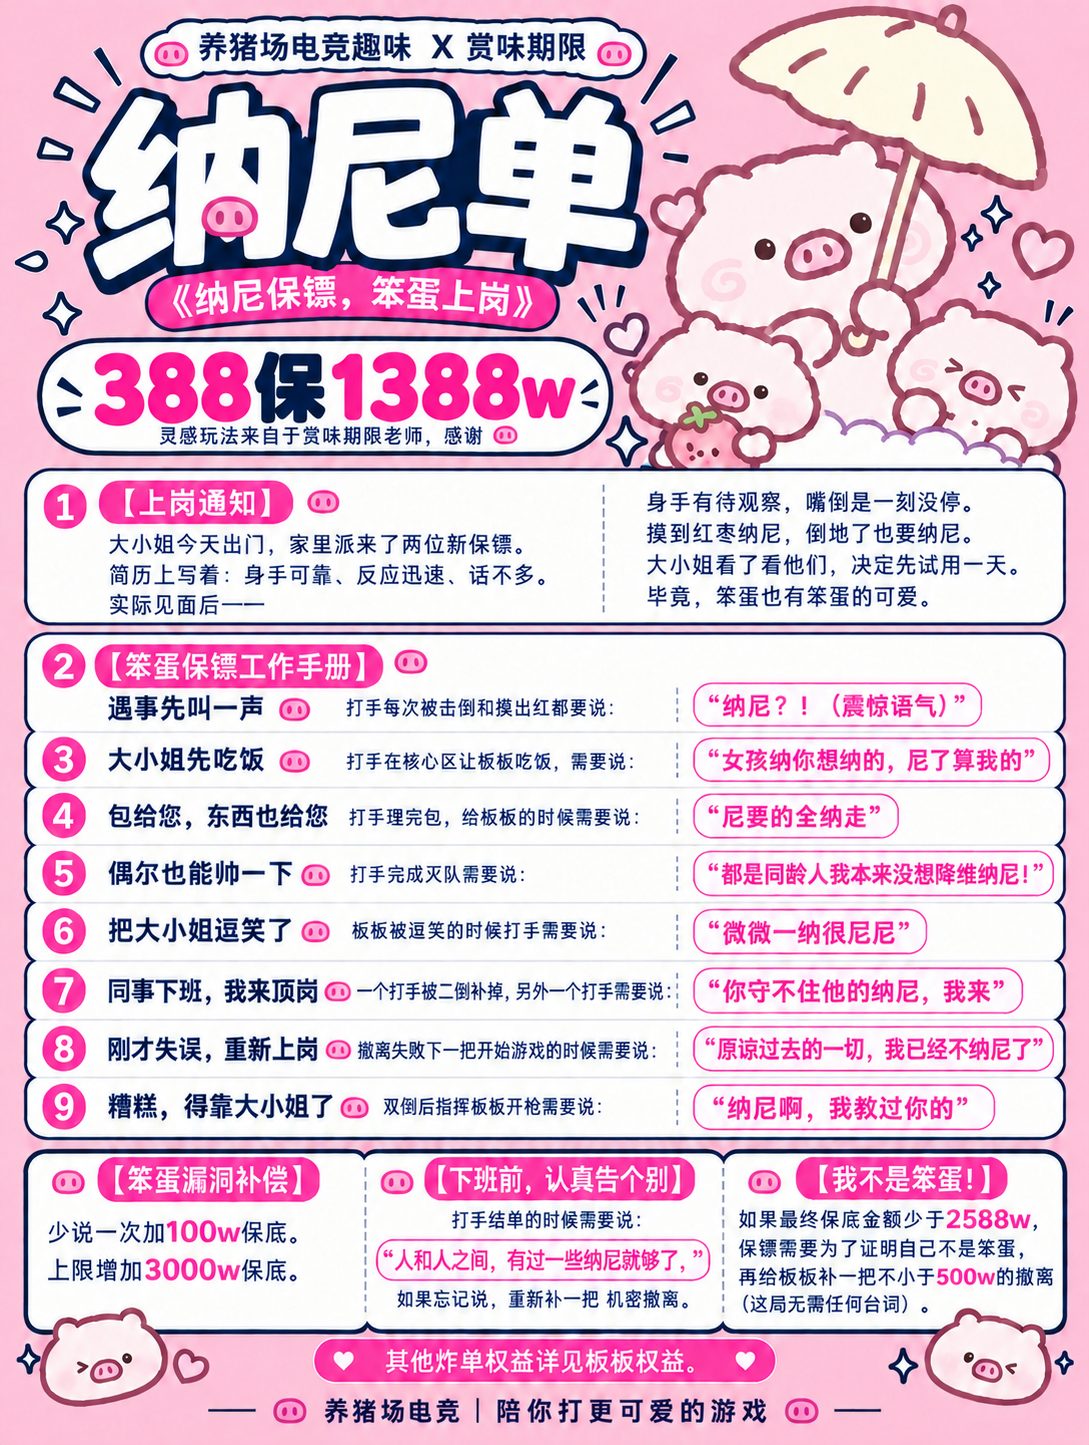 养猪场电竞趣味 X 赏味期限
纳尼单
《纳尼保镖，笨蛋上岗》
388保1388w
灵感玩法来自于赏味期限老师，感谢
1 【上岗通知】
大小姐今天出门，家里派来了两位新保镖。
简历上写着：身手可靠、反应迅速、话不多。
实际见面后——
身手有待观察，嘴倒是一刻没停。
摸到红枣纳尼，倒地了也要纳尼。
大小姐看了看他们，决定先试用一天。
毕竟，笨蛋也有笨蛋的可爱。
2 【笨蛋保镖工作手册】
遇事先叫一声 打手每次被击倒和摸出红都要说： “纳尼？！（震惊语气）”
3 大小姐先吃饭 打手在核心区让板板吃饭，需要说： “女孩纳你想纳的，尼了算我的”
4 包给您，东西也给您 打手理完包，给板板的时候需要说： “尼要的全纳走”
5 偶尔也能帅一下 打手完成灭队需要说： “都是同龄人我本来没想降维纳尼！”
6 把大小姐逗笑了 板板被逗笑的时候打手需要说： “微微一纳很尼尼”
7 同事下班，我来顶岗 一个打手被二倒补掉，另外一个打手需要说： “你守不住他的纳尼，我来”
8 刚才失误，重新上岗 撤离失败下一把开始游戏的时候需要说： “原谅过去的一切，我已经不纳尼了”
9 糟糕，得靠大小姐了 双倒后指挥板板开枪需要说： “纳尼啊，我教过你的”
【笨蛋漏洞补偿】
少说一次加100w保底。
上限增加3000w保底。
【下班前，认真告个别】
打手结单的时候需要说：
“人和人之间，有过一些纳尼就够了，”
如果忘记说，重新补一把 机密撤离。
【我不是笨蛋！】
如果最终保底金额少于2588w，
保镖需要为了证明自己不是笨蛋，
再给板板补一把不小于500w的撤离
（这局无需任何台词）。
其他炸单权益详见板板权益。
养猪场电竞｜陪你打更可爱的游戏